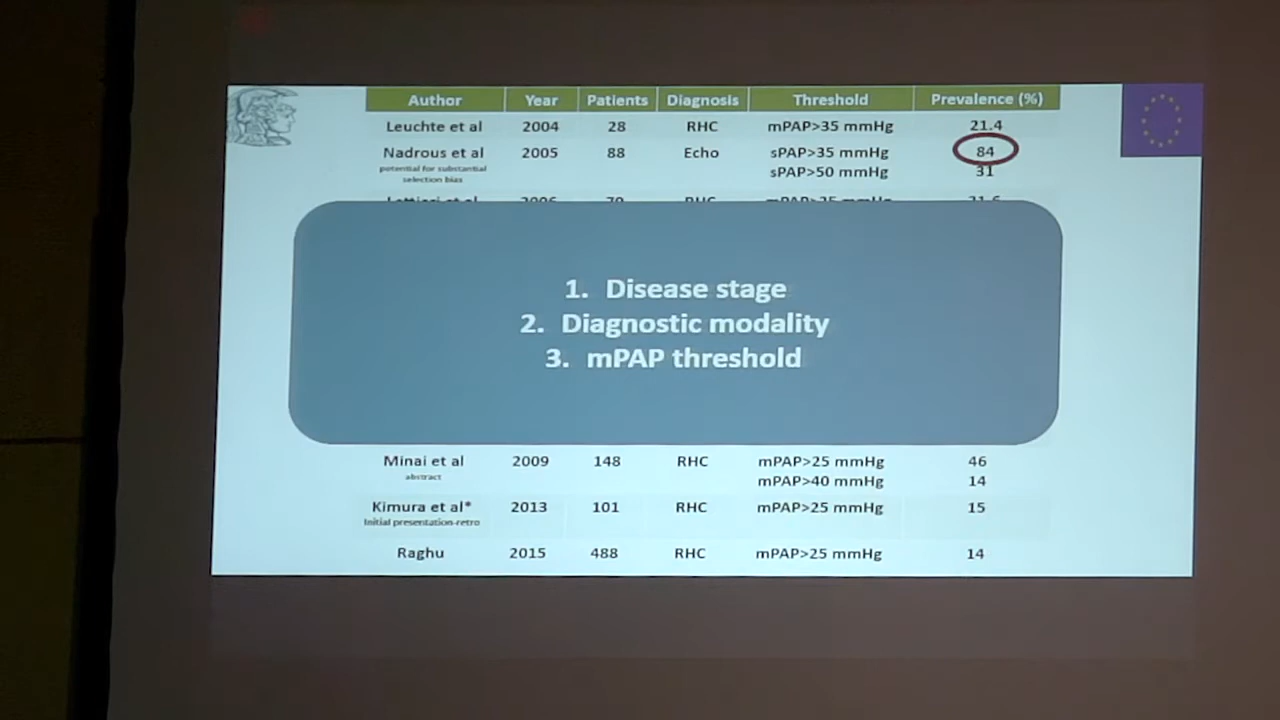 Author Year Patients Diagnosis Threshold Prevalence (%)
Leuchte et al 2004 28 RHC mPAP>35 mmHg 21.4
Nadrous et al 2005 88 Echo sPAP>35 mmHg 84
potential for substantial
selection bias
sPAP>50 mmHg 31
1. Disease stage
2. Diagnostic modality
3. mPAP threshold
Minai et al 2009 148 RHC mPAP>25 mmHg 46
abstract
mPAP>40 mmHg 14
Kimura et al* 2013 101 RHC mPAP>25 mmHg 15
Initial presentation-retro
Raghu 2015 488 RHC mPAP>25 mmHg 14